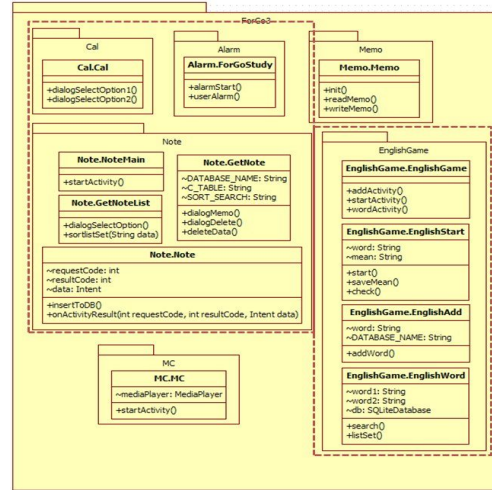 ForGo3
Cal
Cal.Cal
+dialogSelectOption1()
+dialogSelectOption2()
Alarm
Alarm.ForGoStudy
+alarmStart()
+userAlarm()
Memo
Memo.Memo
+init()
+readMemo()
+writeMemo()
Note
Note.NoteMain
+startActivity()
Note.GetNoteList
+dialogSelectOption()
+sortlistSet(String data)
Note.GetNote
~DATABASE_NAME: String
~C_TABLE: String
~SORT_SEARCH: String
+dialogMemo()
+dialogDelete()
+deleteData()
Note.Note
~requestCode: int
~resultCode: int
~data: Intent
+insertToDB()
+onActivityResult(int requestCode, int resultCode, Intent data)
EnglishGame
EnglishGame.EnglishGame
+addActivity()
+startActivity()
+wordActivity()
EnglishGame.EnglishStart
~word: String
~mean: String
+start()
+saveMean()
+check()
EnglishGame.EnglishAdd
~word: String
~DATABASE_NAME: String
+addWord()
EnglishGame.EnglishWord
~word1: String
~word2: String
~db: SQLiteDatabase
+search()
+listSet()
MC
MC.MC
~mediaPlayer: MediaPlayer
+startActivity()